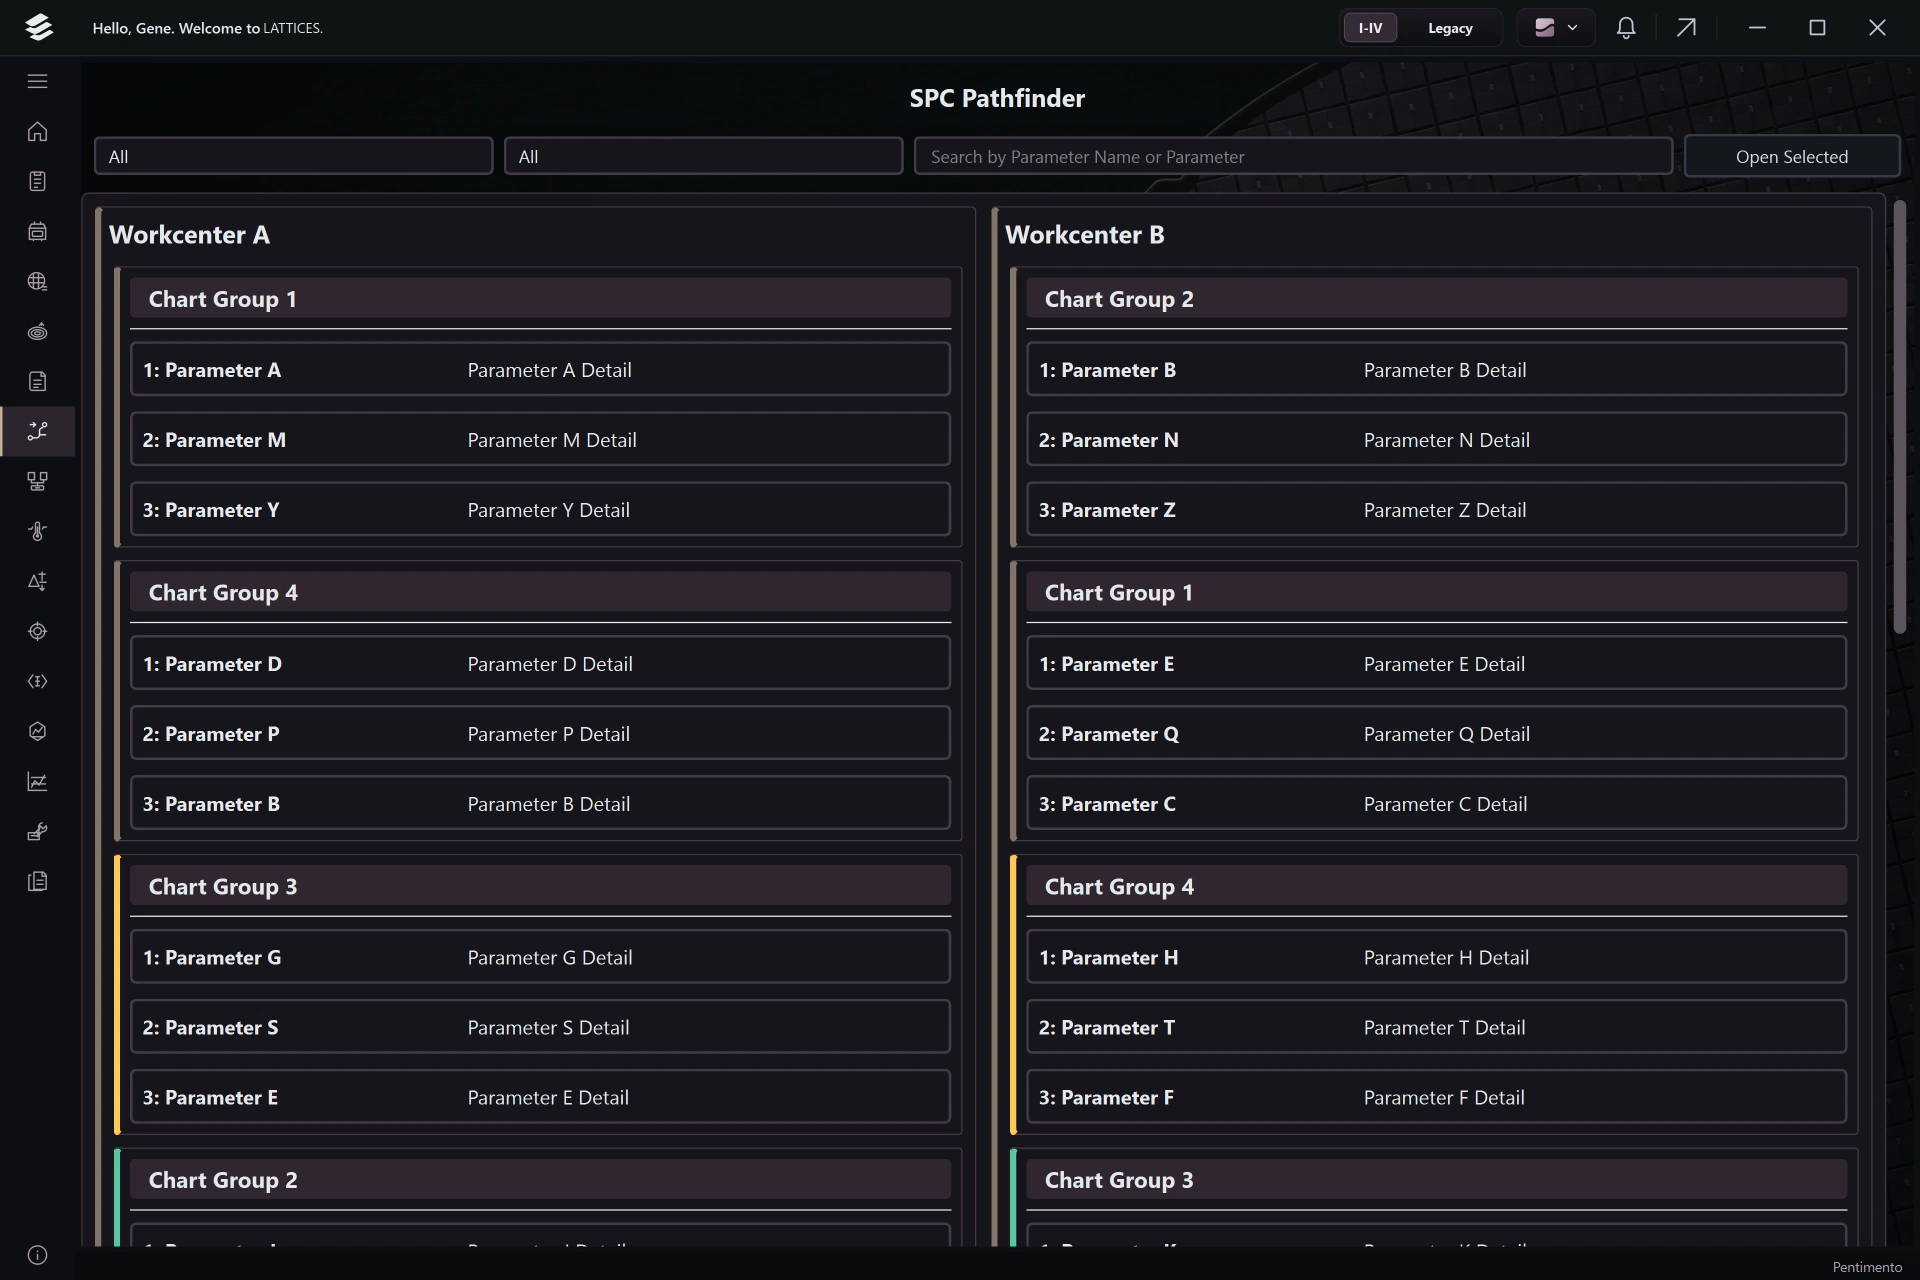 Hello, Gene. Welcome to LATTICES.
I-IV
Legacy
SPC Pathfinder
All
All
Search by Parameter Name or Parameter
Open Selected
Workcenter A
Chart Group 1
1: Parameter A
Parameter A Detail
2: Parameter M
Parameter M Detail
3: Parameter Y
Parameter Y Detail
Chart Group 4
1: Parameter D
Parameter D Detail
2: Parameter P
Parameter P Detail
3: Parameter B
Parameter B Detail
Chart Group 3
1: Parameter G
Parameter G Detail
2: Parameter S
Parameter S Detail
3: Parameter E
Parameter E Detail
Chart Group 2
Workcenter B
Chart Group 2
1: Parameter B
Parameter B Detail
2: Parameter N
Parameter N Detail
3: Parameter Z
Parameter Z Detail
Chart Group 1
1: Parameter E
Parameter E Detail
2: Parameter Q
Parameter Q Detail
3: Parameter C
Parameter C Detail
Chart Group 4
1: Parameter H
Parameter H Detail
2: Parameter T
Parameter T Detail
3: Parameter F
Parameter F Detail
Chart Group 3
Pentimento